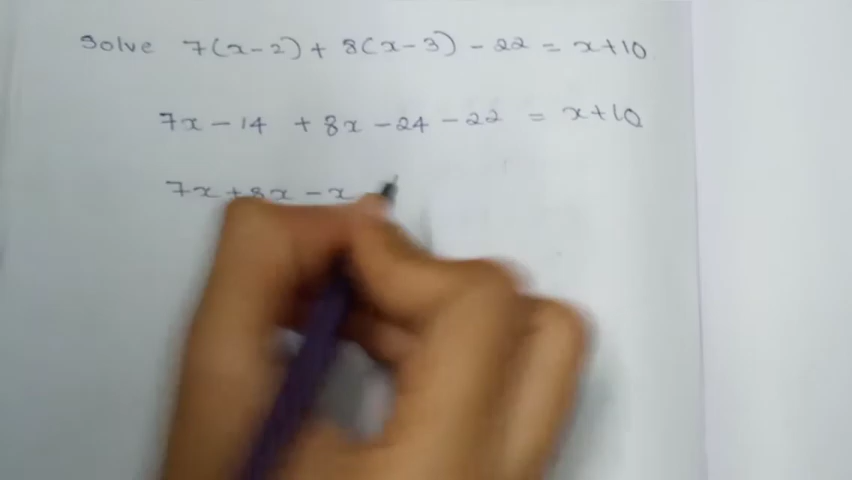 Solve 7(x-2) + 8(x-3) - 22 = x+10
7x - 14 + 8x - 24 - 22 = x+10
7x + 8x - x